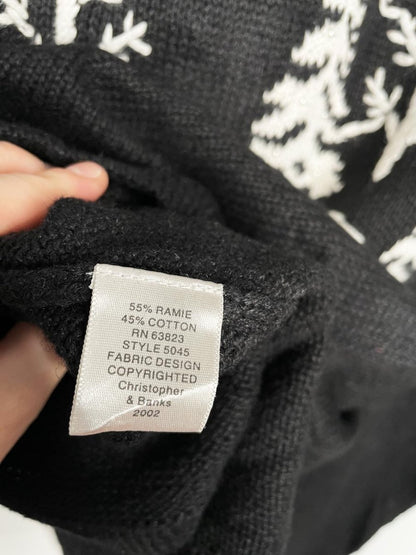 55% RAMIE
45% COTTON
RN 63823
STYLE 5045
FABRIC DESIGN
COPYRIGHTED
Christopher
& Banks
2002